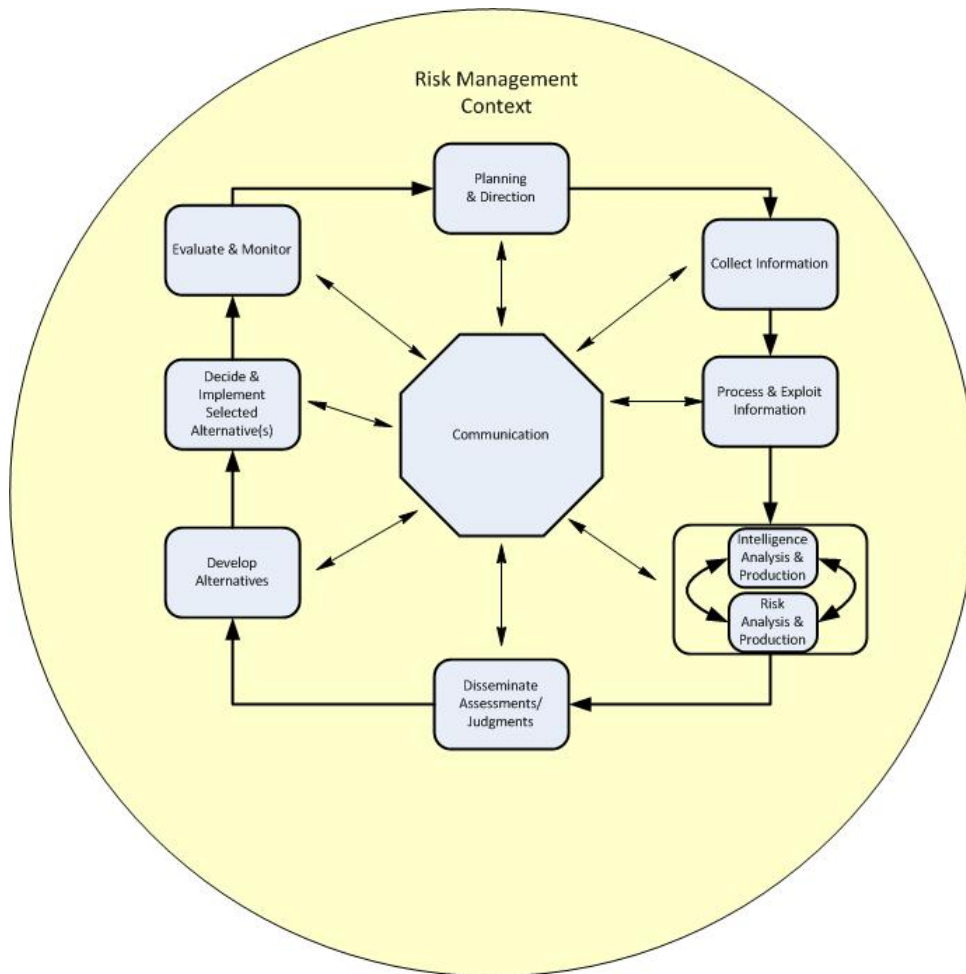 Risk Management
Context
Planning
& Direction
Evaluate & Monitor
Collect Information
Decide &
Implement
Selected
Alternative(s)
Communication
Process & Exploit
Information
Develop
Alternatives
Intelligence
Analysis &
Production
Risk
Analysis &
Production
Disseminate
Assessments/
Judgments